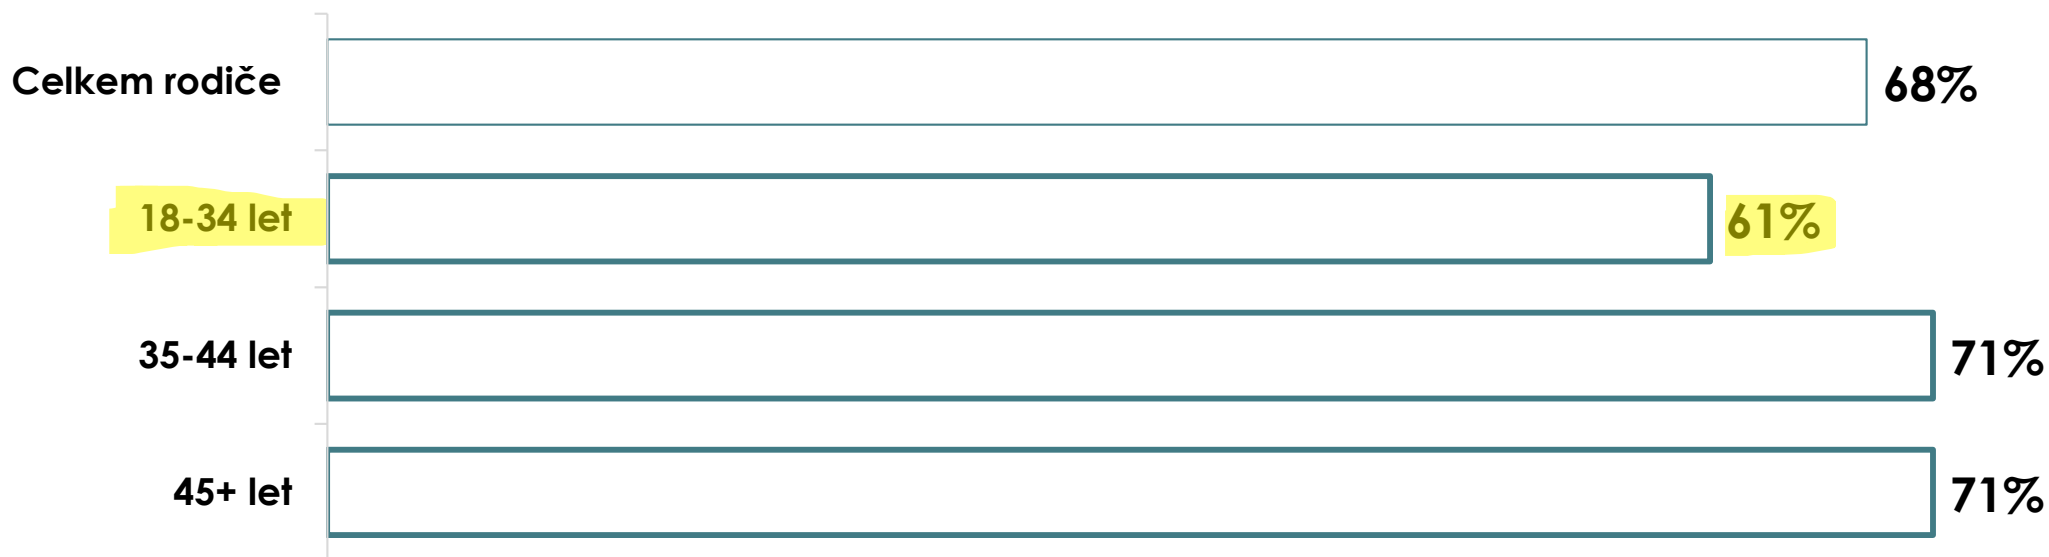 Celkem rodiče 68%
18-34 let 61%
35-44 let 71%
45+ let 71%